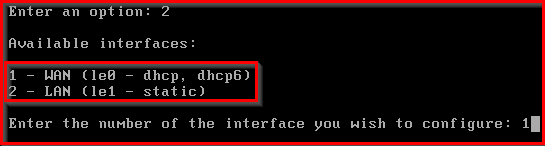 Enter an option: 2
Available interfaces:
1 - WAN (le0 - dhcp, dhcp6)
2 - LAN (le1 - static)
Enter the number of the interface you wish to configure: 1